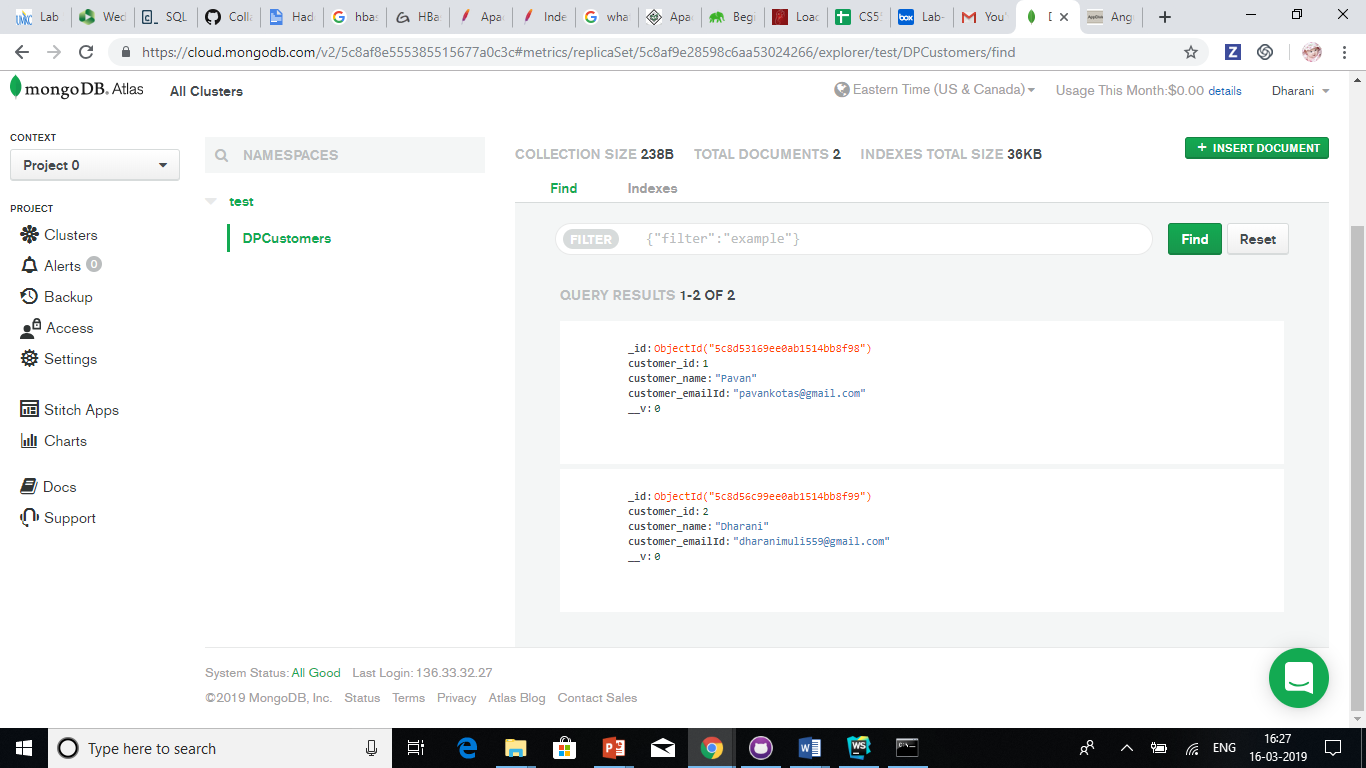 Lab
Wed
SQL
Colla
Had
hba
HBas
Apac
Inde
wha
Apa
Begi
Load
CS55
Lab-
You'
D
Ang
https://cloud.mongodb.com/v2/5c8af8e555385515677a0c3c#metrics/replicaSet/5c8af9e28598c6aa53024266/explorer/test/DPCustomers/find
mongoDB. Atlas
All Clusters
Eastern Time (US & Canada)
Usage This Month:$0.00 details
Dharani
CONTEXT
Project 0
PROJECT
Clusters
Alerts 0
Backup
Access
Settings
Stitch Apps
Charts
Docs
Support
NAMESPACES
test
DPCustomers
COLLECTION SIZE 238B TOTAL DOCUMENTS 2 INDEXES TOTAL SIZE 36KB
+ INSERT DOCUMENT
Find Indexes
FILTER {"filter":"example"}
Find
Reset
QUERY RESULTS 1-2 OF 2
_id: ObjectId("5c8d53169ee0ab1514bb8f98")
customer_id: 1
customer_name: "Pavan"
customer_emailId: "pavankotas@gmail.com"
__v: 0
_id: ObjectId("5c8d56c99ee0ab1514bb8f99")
customer_id: 2
customer_name: "Dharani"
customer_emailId: "dharanimuli559@gmail.com"
__v: 0
System Status: All Good Last Login: 136.33.32.27
©2019 MongoDB, Inc. Status Terms Privacy Atlas Blog Contact Sales
Type here to search
ENG
16:27
16-03-2019